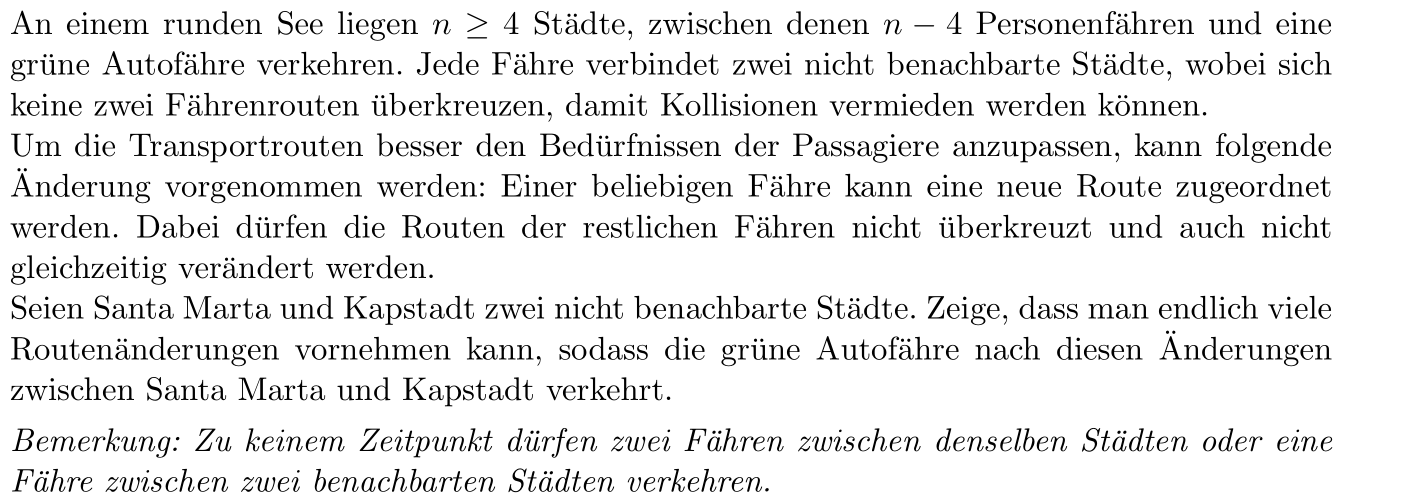 An einem runden See liegen n ≥ 4 Städte, zwischen denen n − 4 Personenfähren und eine
grüne Autofähre verkehren. Jede Fähre verbindet zwei nicht benachbarte Städte, wobei sich
keine zwei Fährenrouten überkreuzen, damit Kollisionen vermieden werden können.
Um die Transportrouten besser den Bedürfnissen der Passagiere anzupassen, kann folgende
Änderung vorgenommen werden: Einer beliebigen Fähre kann eine neue Route zugeordnet
werden. Dabei dürfen die Routen der restlichen Fähren nicht überkreuzt und auch nicht
gleichzeitig verändert werden.
Seien Santa Marta und Kapstadt zwei nicht benachbarte Städte. Zeige, dass man endlich viele
Routenänderungen vornehmen kann, sodass die grüne Autofähre nach diesen Änderungen
zwischen Santa Marta und Kapstadt verkehrt.
Bemerkung: Zu keinem Zeitpunkt dürfen zwei Fähren zwischen denselben Städten oder eine
Fähre zwischen zwei benachbarten Städten verkehren.